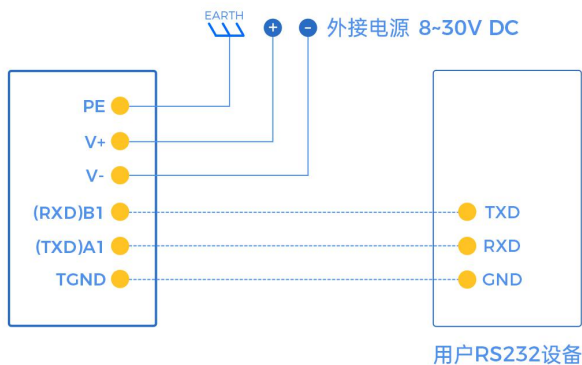 EARTH
+ - 外接电源 8~30V DC
PE
V+
V-
(RXD)B1
(TXD)A1
TGND
TXD
RXD
GND
用户RS232设备